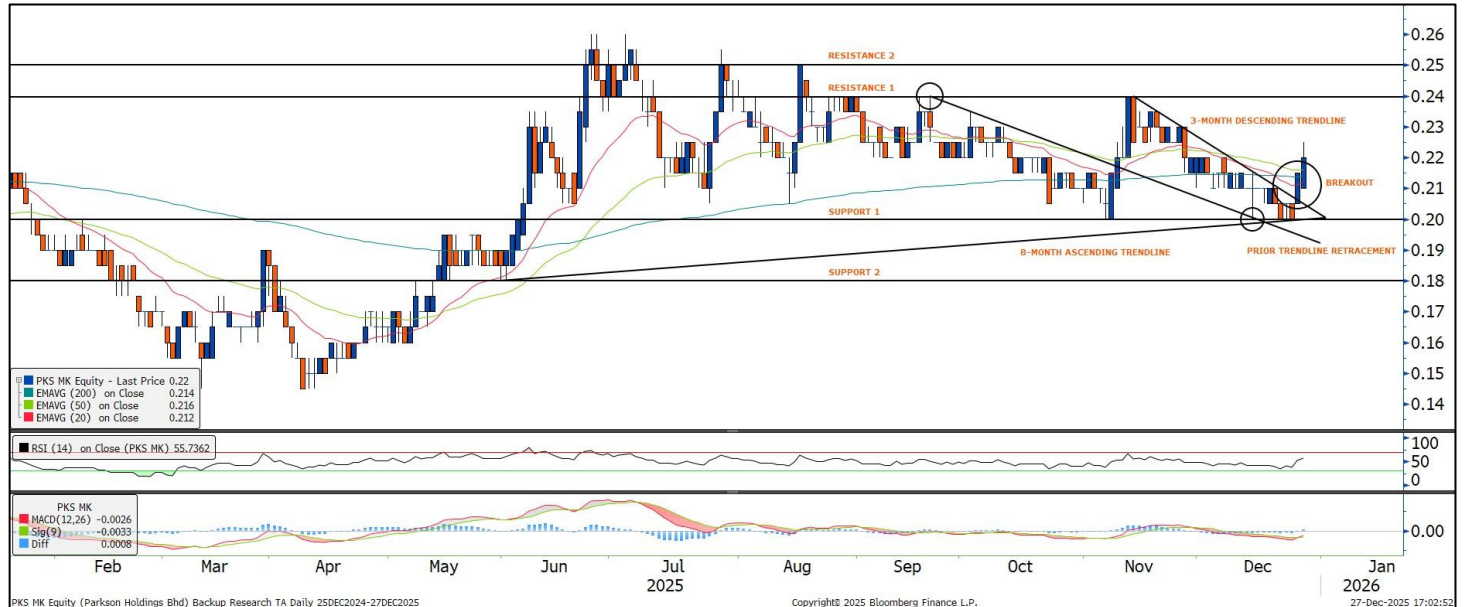 0.26
RESISTANCE 2
0.25
RESISTANCE 1
0.24
3-MONTH DESCENDING TRENDLINE
0.23
0.22
BREAKOUT
0.21
SUPPORT 1
0.20
8-MONTH ASCENDING TRENDLINE
PRIOR TRENDLINE RETRACEMENT
0.19
SUPPORT 2
0.18
0.17
0.16
0.15
0.14
PKS MK Equity - Last Price 0.22
EMAVG (200) on Close 0.214
EMAVG (50) on Close 0.216
EMAVG (20) on Close 0.212
RSI (14) on Close (PKS MK) 55.7362
100
50
0
PKS MK
MACD(12,26) -0.0026
Sig(9) -0.0033
Diff 0.0008
0.00
Feb Mar Apr May Jun Jul Aug Sep Oct Nov Dec Jan
2025 2026
PKS MK Equity (Parkson Holdings Bhd) Backup Research TA Daily 25DEC2024-27DEC2025 Copyright© 2025 Bloomberg Finance L.P. 27-Dec-2025 17:02:52